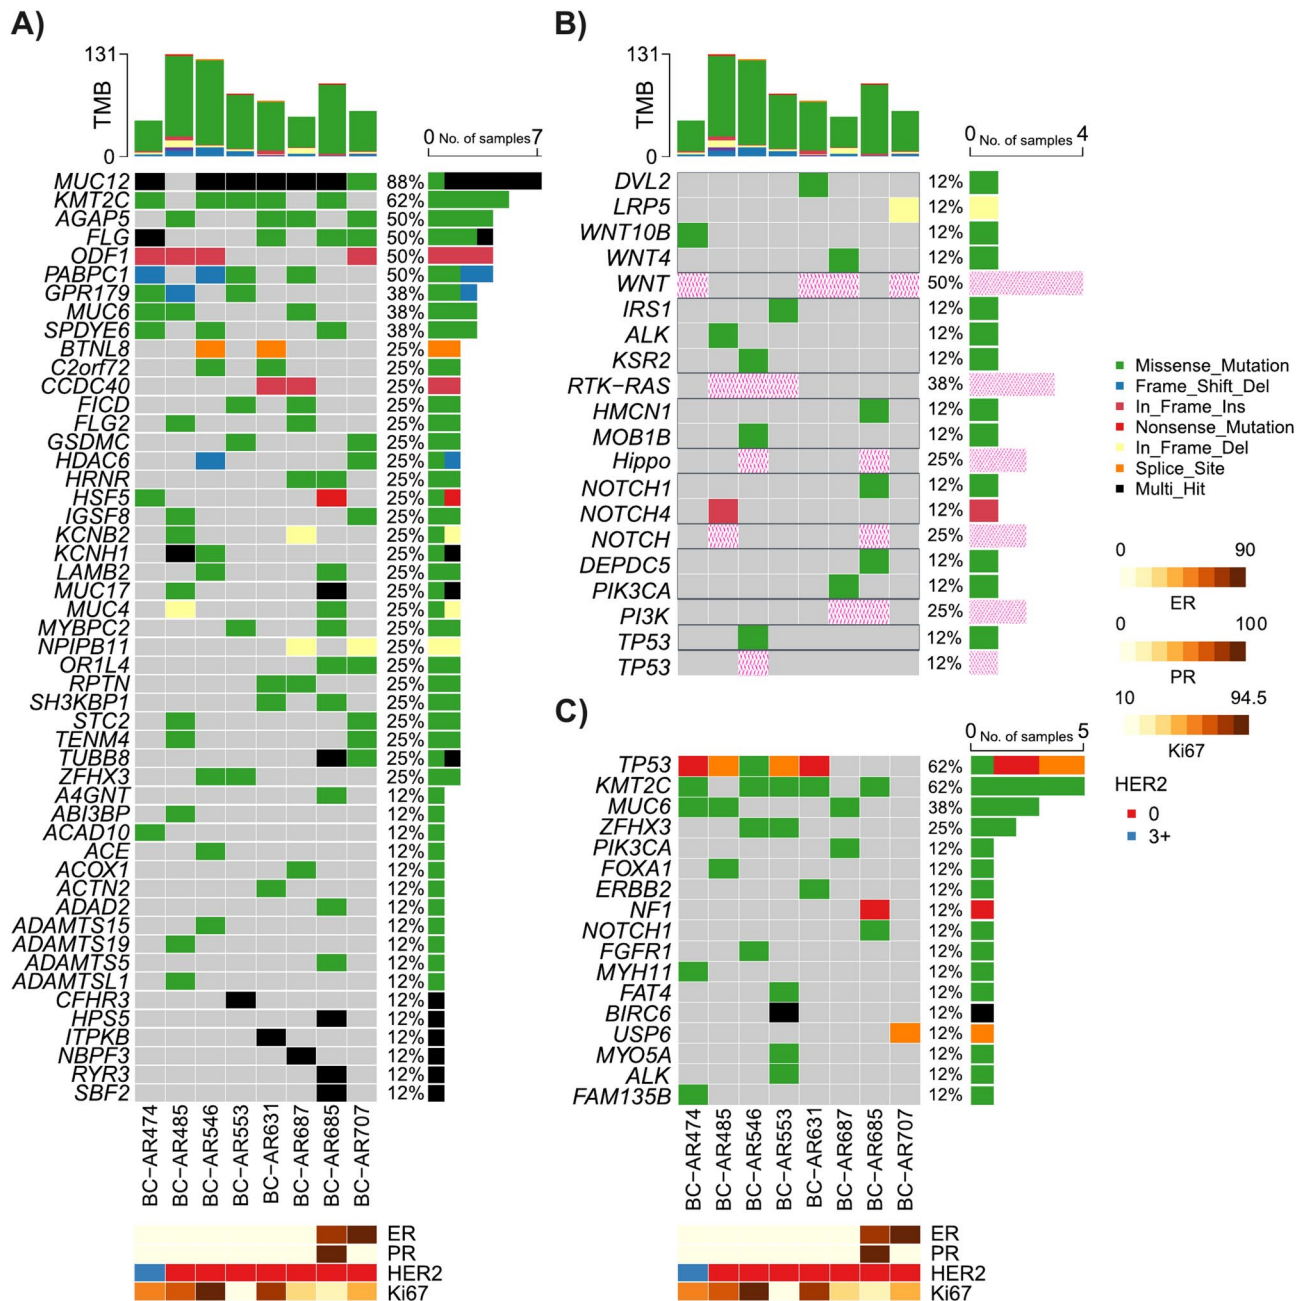 A)
131
TMB
0
0 No. of samples 7
MUC12 88%
KMT2C 62%
AGAP5 50%
FLG 50%
ODF1 50%
PABPC1 50%
GPR179 38%
MUC6 38%
SPDYE6 38%
BTNL8 25%
C2orf72 25%
CCDC40 25%
FICD 25%
FLG2 25%
GSDMC 25%
HDAC6 25%
HRNR 25%
HSF5 25%
IGSF8 25%
KCNB2 25%
KCNH1 25%
LAMB2 25%
MUC17 25%
MUC4 25%
MYBPC2 25%
NPIPB11 25%
OR1L4 25%
RPTN 25%
SH3KBP1 25%
STC2 25%
TENM4 25%
TUBB8 25%
ZFHX3 25%
A4GNT 12%
ABI3BP 12%
ACAD10 12%
ACE 12%
ACOX1 12%
ACTN2 12%
ADAD2 12%
ADAMTS15 12%
ADAMTS19 12%
ADAMTS5 12%
ADAMTSL1 12%
CFHR3 12%
HPS5 12%
ITPKB 12%
NBPF3 12%
RYR3 12%
SBF2 12%
BC−AR474
BC−AR485
BC−AR546
BC−AR553
BC−AR631
BC−AR687
BC−AR685
BC−AR707
ER
PR
HER2
Ki67
B)
131
TMB
0
0 No. of samples 4
DVL2 12%
LRP5 12%
WNT10B 12%
WNT4 12%
WNT 50%
IRS1 12%
ALK 12%
KSR2 12%
RTK−RAS 38%
HMCN1 12%
MOB1B 12%
Hippo 25%
NOTCH1 12%
NOTCH4 12%
NOTCH 25%
DEPDC5 12%
PIK3CA 12%
PI3K 25%
TP53 12%
TP53 12%
C)
0 No. of samples 5
TP53 62%
KMT2C 62%
MUC6 38%
ZFHX3 25%
PIK3CA 12%
FOXA1 12%
ERBB2 12%
NF1 12%
NOTCH1 12%
FGFR1 12%
MYH11 12%
FAT4 12%
BIRC6 12%
USP6 12%
MYO5A 12%
ALK 12%
FAM135B 12%
BC−AR474
BC−AR485
BC−AR546
BC−AR553
BC−AR631
BC−AR687
BC−AR685
BC−AR707
ER
PR
HER2
Ki67
Missense_Mutation
Frame_Shift_Del
In_Frame_Ins
Nonsense_Mutation
In_Frame_Del
Splice_Site
Multi_Hit
0 90
ER
0 100
PR
10 94.5
Ki67
HER2
0
3+